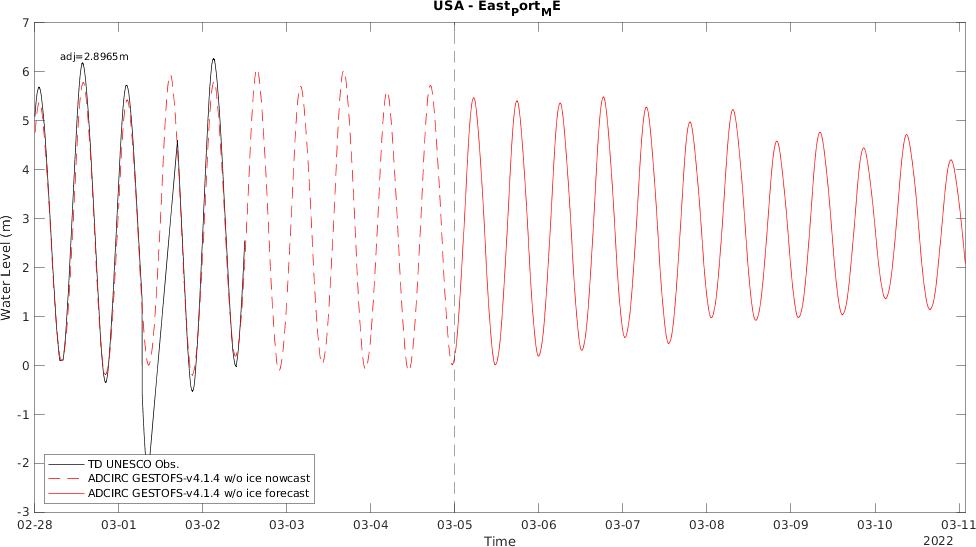 USA - EastPortME
adj=2.8965m
7
6
5
4
3
2
1
0
-1
-2
-3
Water Level (m)
TD UNESCO Obs.
ADCIRC GESTOFS-v4.1.4 w/o ice nowcast
ADCIRC GESTOFS-v4.1.4 w/o ice forecast
02-28 03-01 03-02 03-03 03-04 03-05 03-06 03-07 03-08 03-09 03-10 03-11
Time
2022